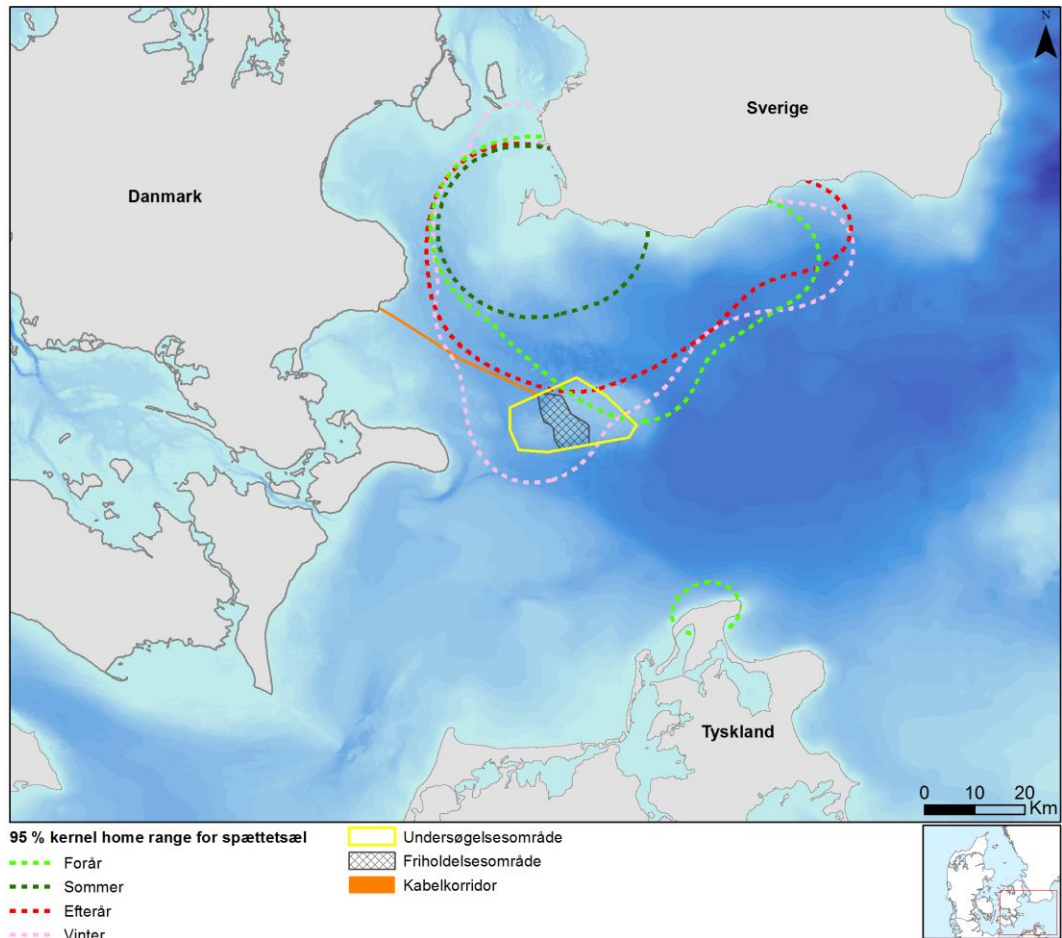 N
Sverige
Danmark
Tyskland
0 10 20
Km
95 % kernel home range for spættetsæl
Forår
Sommer
Efterår
Vinter
Undersøgelsesområde
Friholdelsesområde
Kabelkorridor